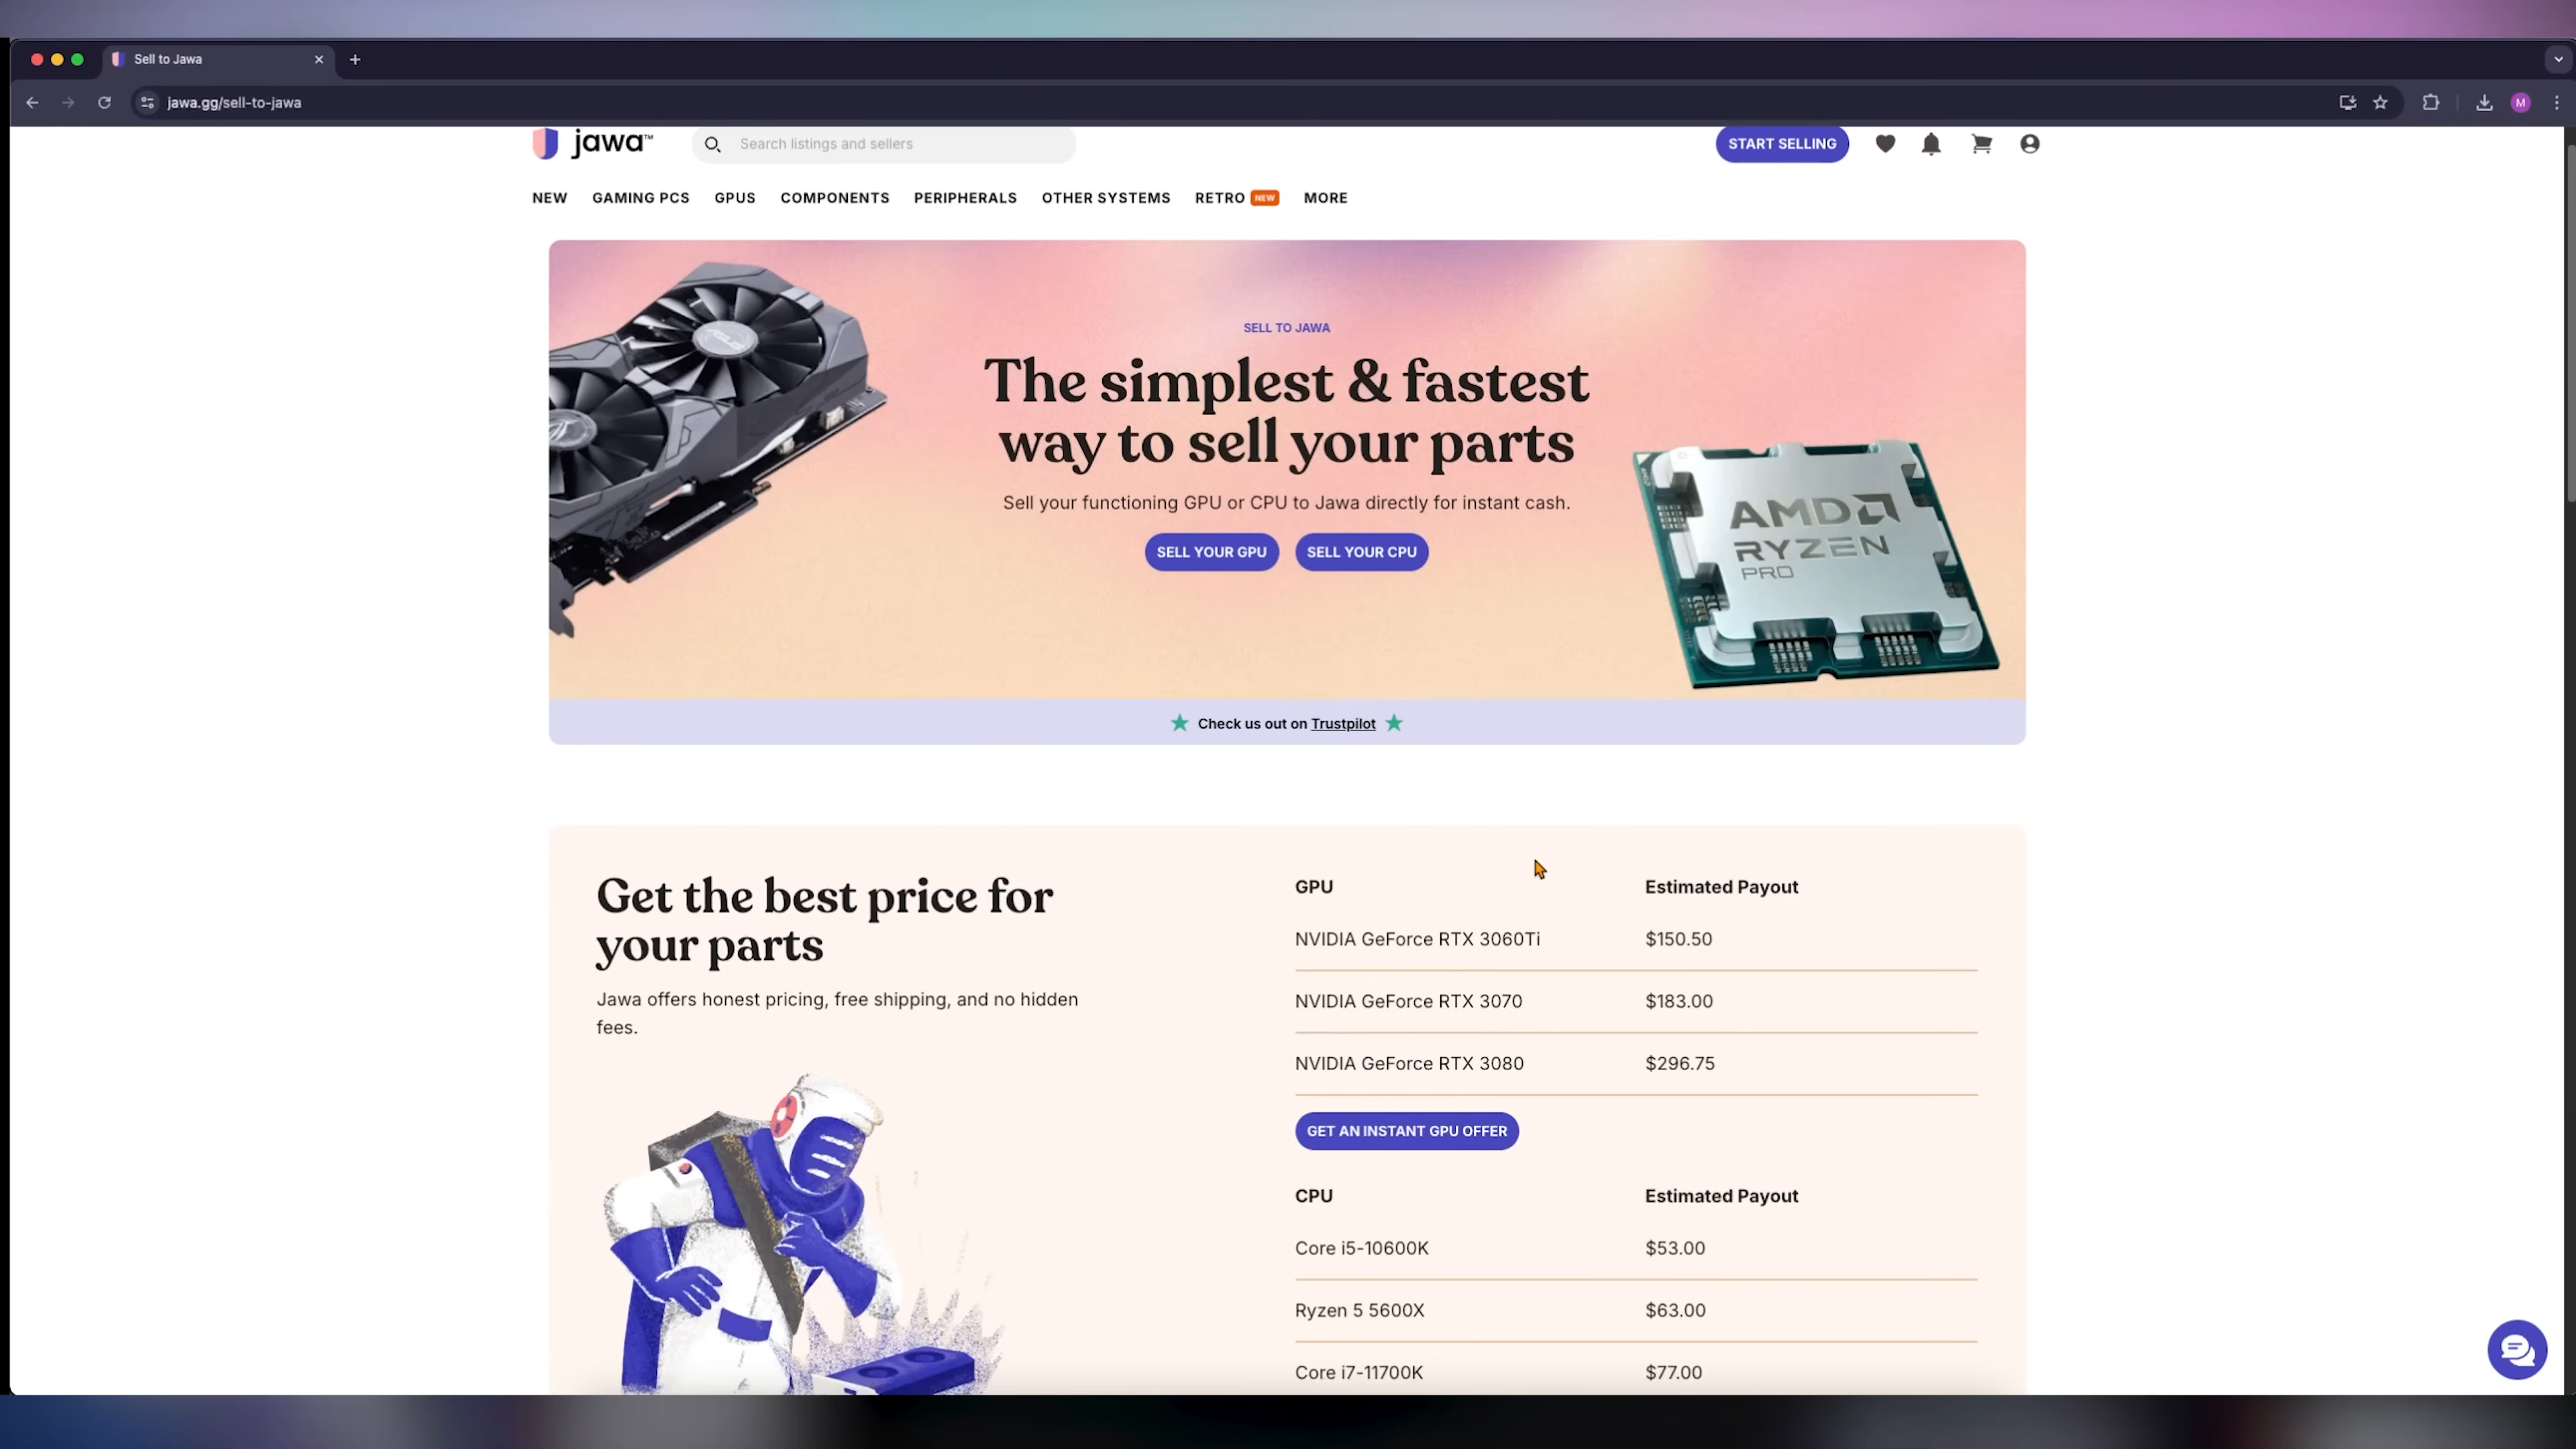 Sell to Jawa
jawa.gg/sell-to-jawa
M
jawa™
Search listings and sellers
START SELLING
NEW GAMING PCS GPUS COMPONENTS PERIPHERALS OTHER SYSTEMS RETRO NEW MORE
SELL TO JAWA
The simplest & fastest
way to sell your parts
Sell your functioning GPU or CPU to Jawa directly for instant cash.
SELL YOUR GPU SELL YOUR CPU
ASUS
AMD
RYZEN
PRO
Check us out on Trustpilot
Get the best price for
your parts
Jawa offers honest pricing, free shipping, and no hidden
fees.
GPU Estimated Payout
NVIDIA GeForce RTX 3060Ti $150.50
NVIDIA GeForce RTX 3070 $183.00
NVIDIA GeForce RTX 3080 $296.75
GET AN INSTANT GPU OFFER
CPU Estimated Payout
Core i5-10600K $53.00
Ryzen 5 5600X $63.00
Core i7-11700K $77.00